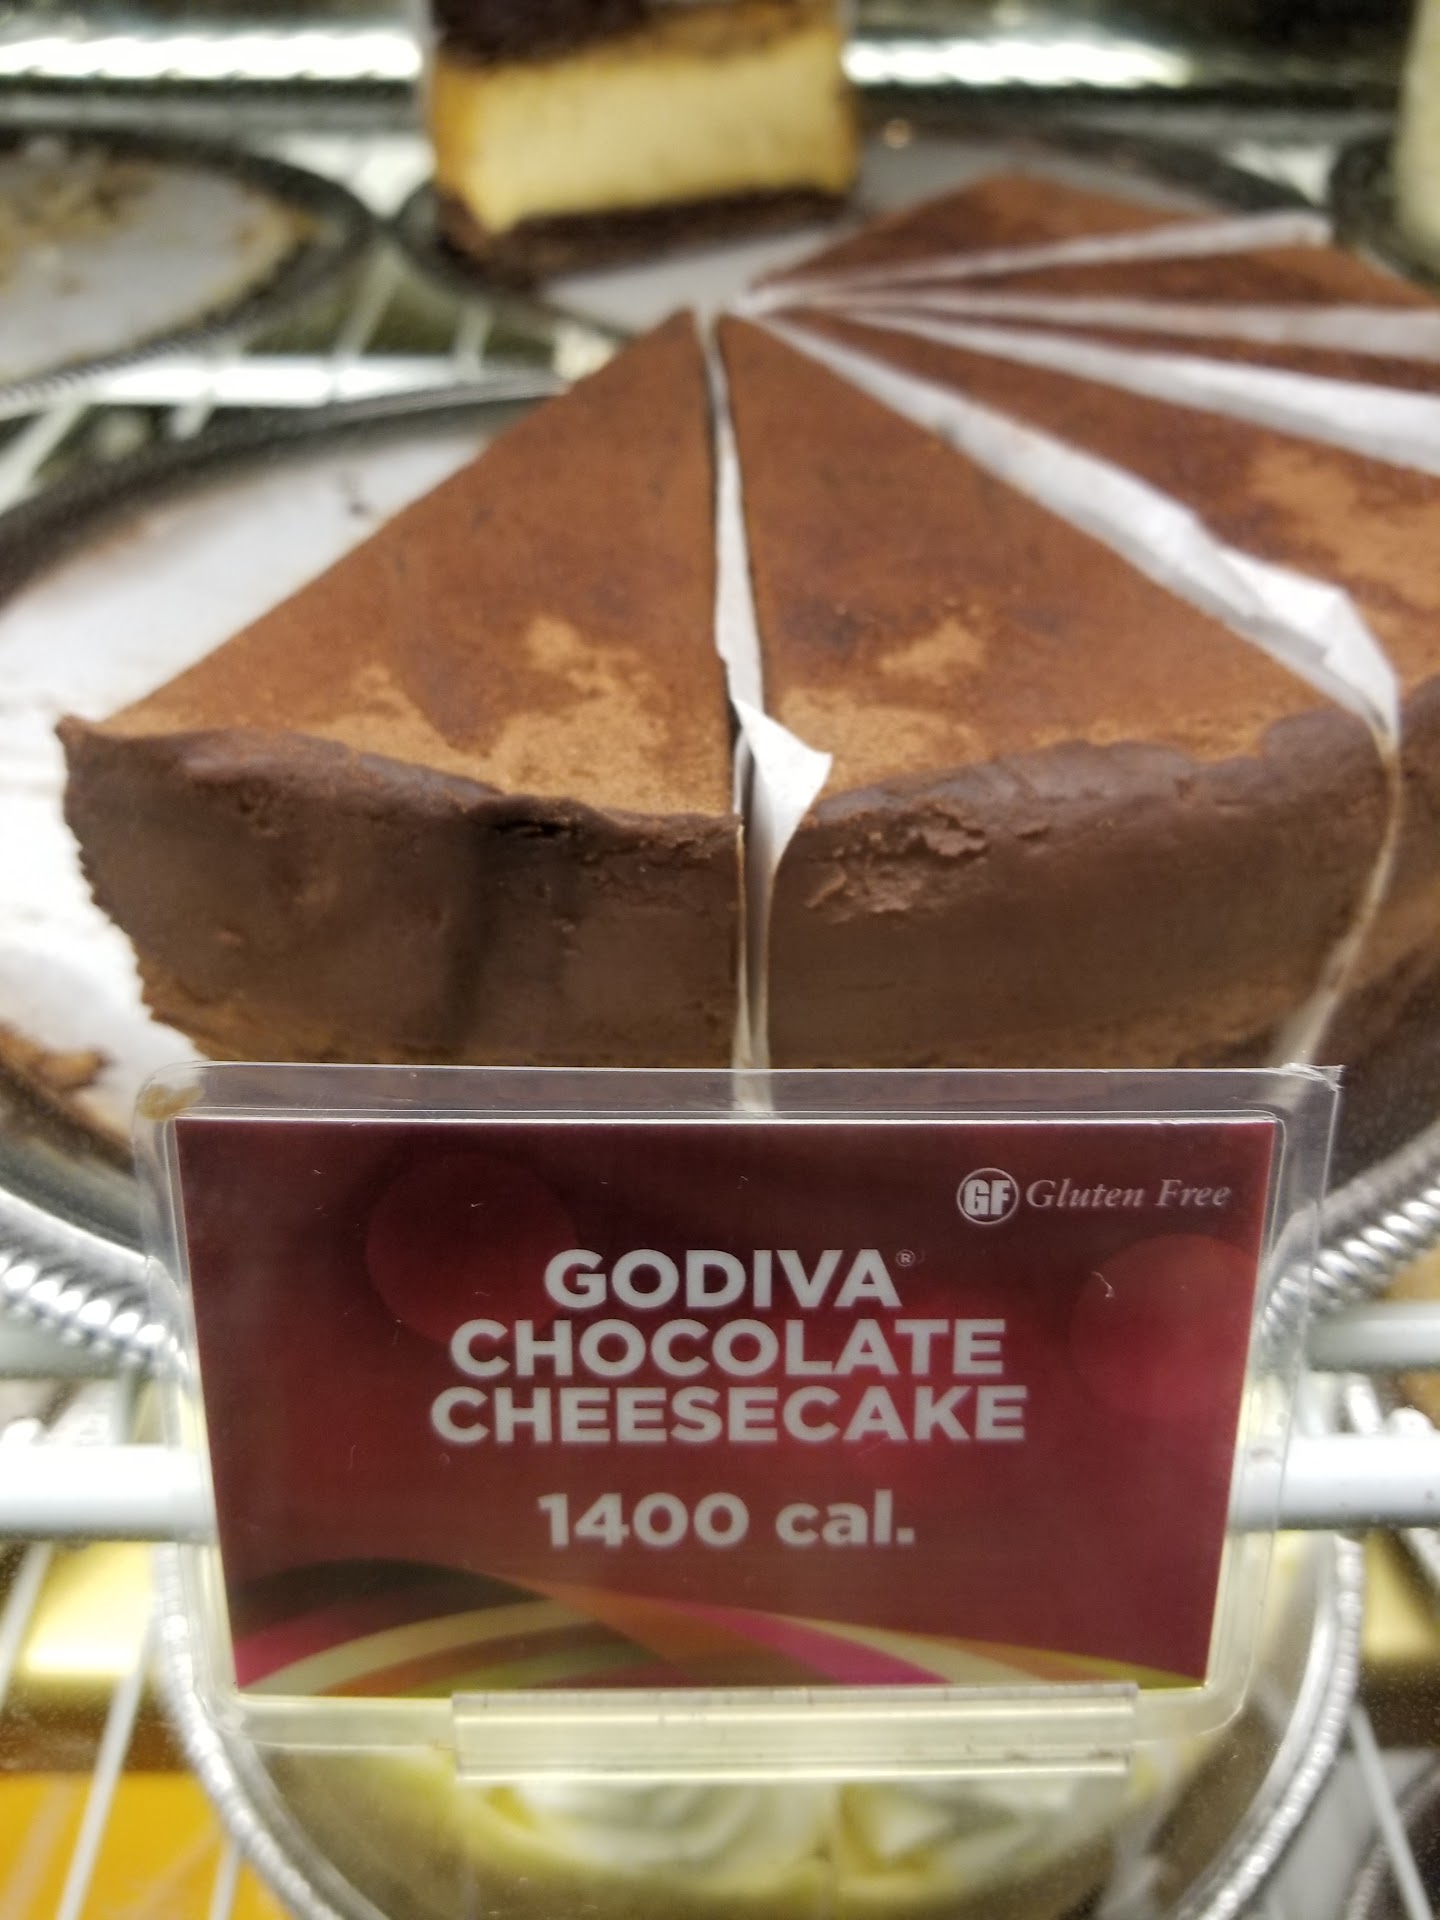 GF Gluten Free
GODIVA®
CHOCOLATE
CHEESECAKE
1400 cal.